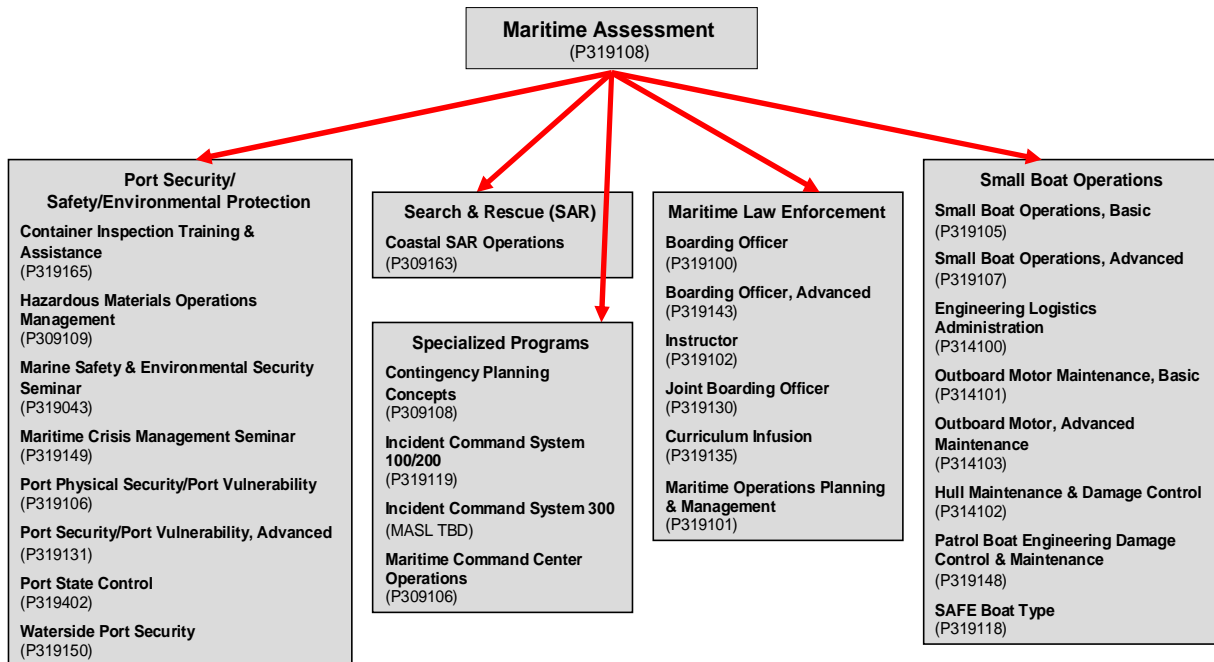 Maritime Assessment
(P319108)
Port Security/
Safety/Environmental Protection
Container Inspection Training &
Assistance
(P319165)
Hazardous Materials Operations
Management
(P309109)
Marine Safety & Environmental Security
Seminar
(P319043)
Maritime Crisis Management Seminar
(P319149)
Port Physical Security/Port Vulnerability
(P319106)
Port Security/Port Vulnerability, Advanced
(P319131)
Port State Control
(P319402)
Waterside Port Security
(P319150)
Search & Rescue (SAR)
Coastal SAR Operations
(P309163)
Specialized Programs
Contingency Planning
Concepts
(P309108)
Incident Command System
100/200
(P319119)
Incident Command System 300
(MASL TBD)
Maritime Command Center
Operations
(P309106)
Maritime Law Enforcement
Boarding Officer
(P319100)
Boarding Officer, Advanced
(P319143)
Instructor
(P319102)
Joint Boarding Officer
(P319130)
Curriculum Infusion
(P319135)
Maritime Operations Planning
& Management
(P319101)
Small Boat Operations
Small Boat Operations, Basic
(P319105)
Small Boat Operations, Advanced
(P319107)
Engineering Logistics
Administration
(P314100)
Outboard Motor Maintenance, Basic
(P314101)
Outboard Motor, Advanced
Maintenance
(P314103)
Hull Maintenance & Damage Control
(P314102)
Patrol Boat Engineering Damage
Control & Maintenance
(P319148)
SAFE Boat Type
(P319118)